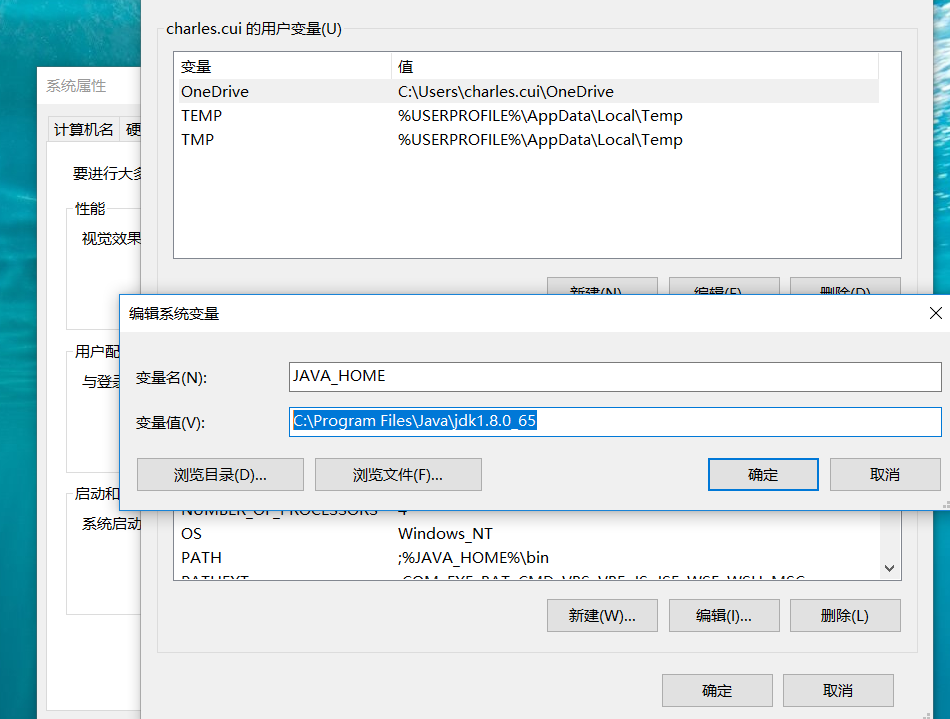 charles.cui 的用户变量(U)
变量 值
OneDrive C:\Users\charles.cui\OneDrive
TEMP %USERPROFILE%\AppData\Local\Temp
TMP %USERPROFILE%\AppData\Local\Temp
新建(N) 编辑(E) 删除(D)
系统属性
计算机名 硬
要进行大多
性能
视觉效果
用户配
与登录
启动和
系统启动
编辑系统变量
变量名(N): JAVA_HOME
变量值(V): C:\Program Files\Java\jdk1.8.0_65
浏览目录(D)... 浏览文件(F)... 确定 取消
NUMBER_OF_PROCESSORS 4
OS Windows_NT
PATH ;%JAVA_HOME%\bin
PATHEXT .COM;.EXE;.BAT;.CMD;.VBS;.VBE;.JS;.JSE;.WSF;.WSH;.MSC
新建(W)... 编辑(I)... 删除(L)
确定 取消